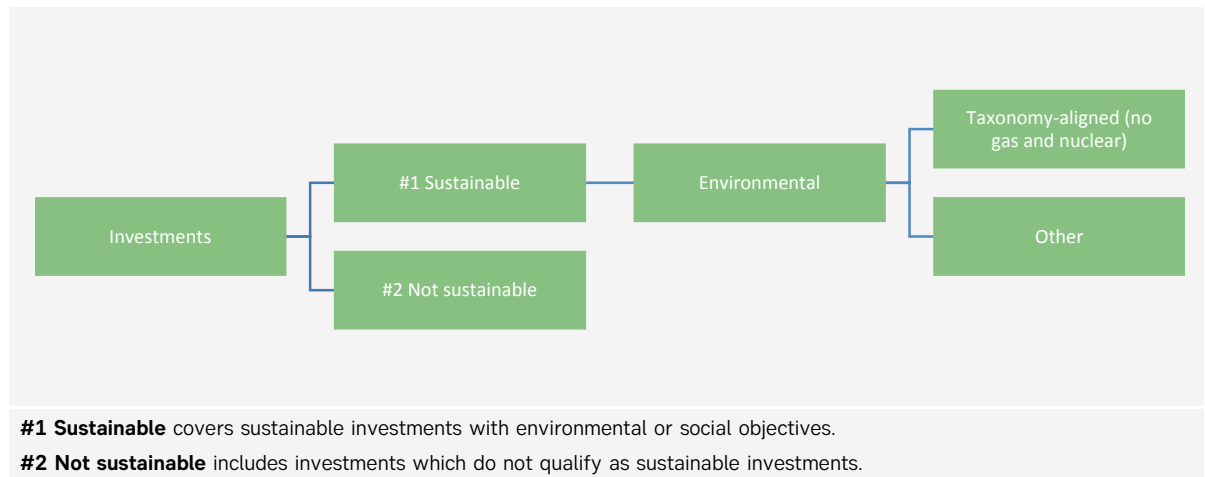 Investments
#1 Sustainable
#2 Not sustainable
Environmental
Taxonomy-aligned (no
gas and nuclear)
Other
#1 Sustainable covers sustainable investments with environmental or social objectives.
#2 Not sustainable includes investments which do not qualify as sustainable investments.